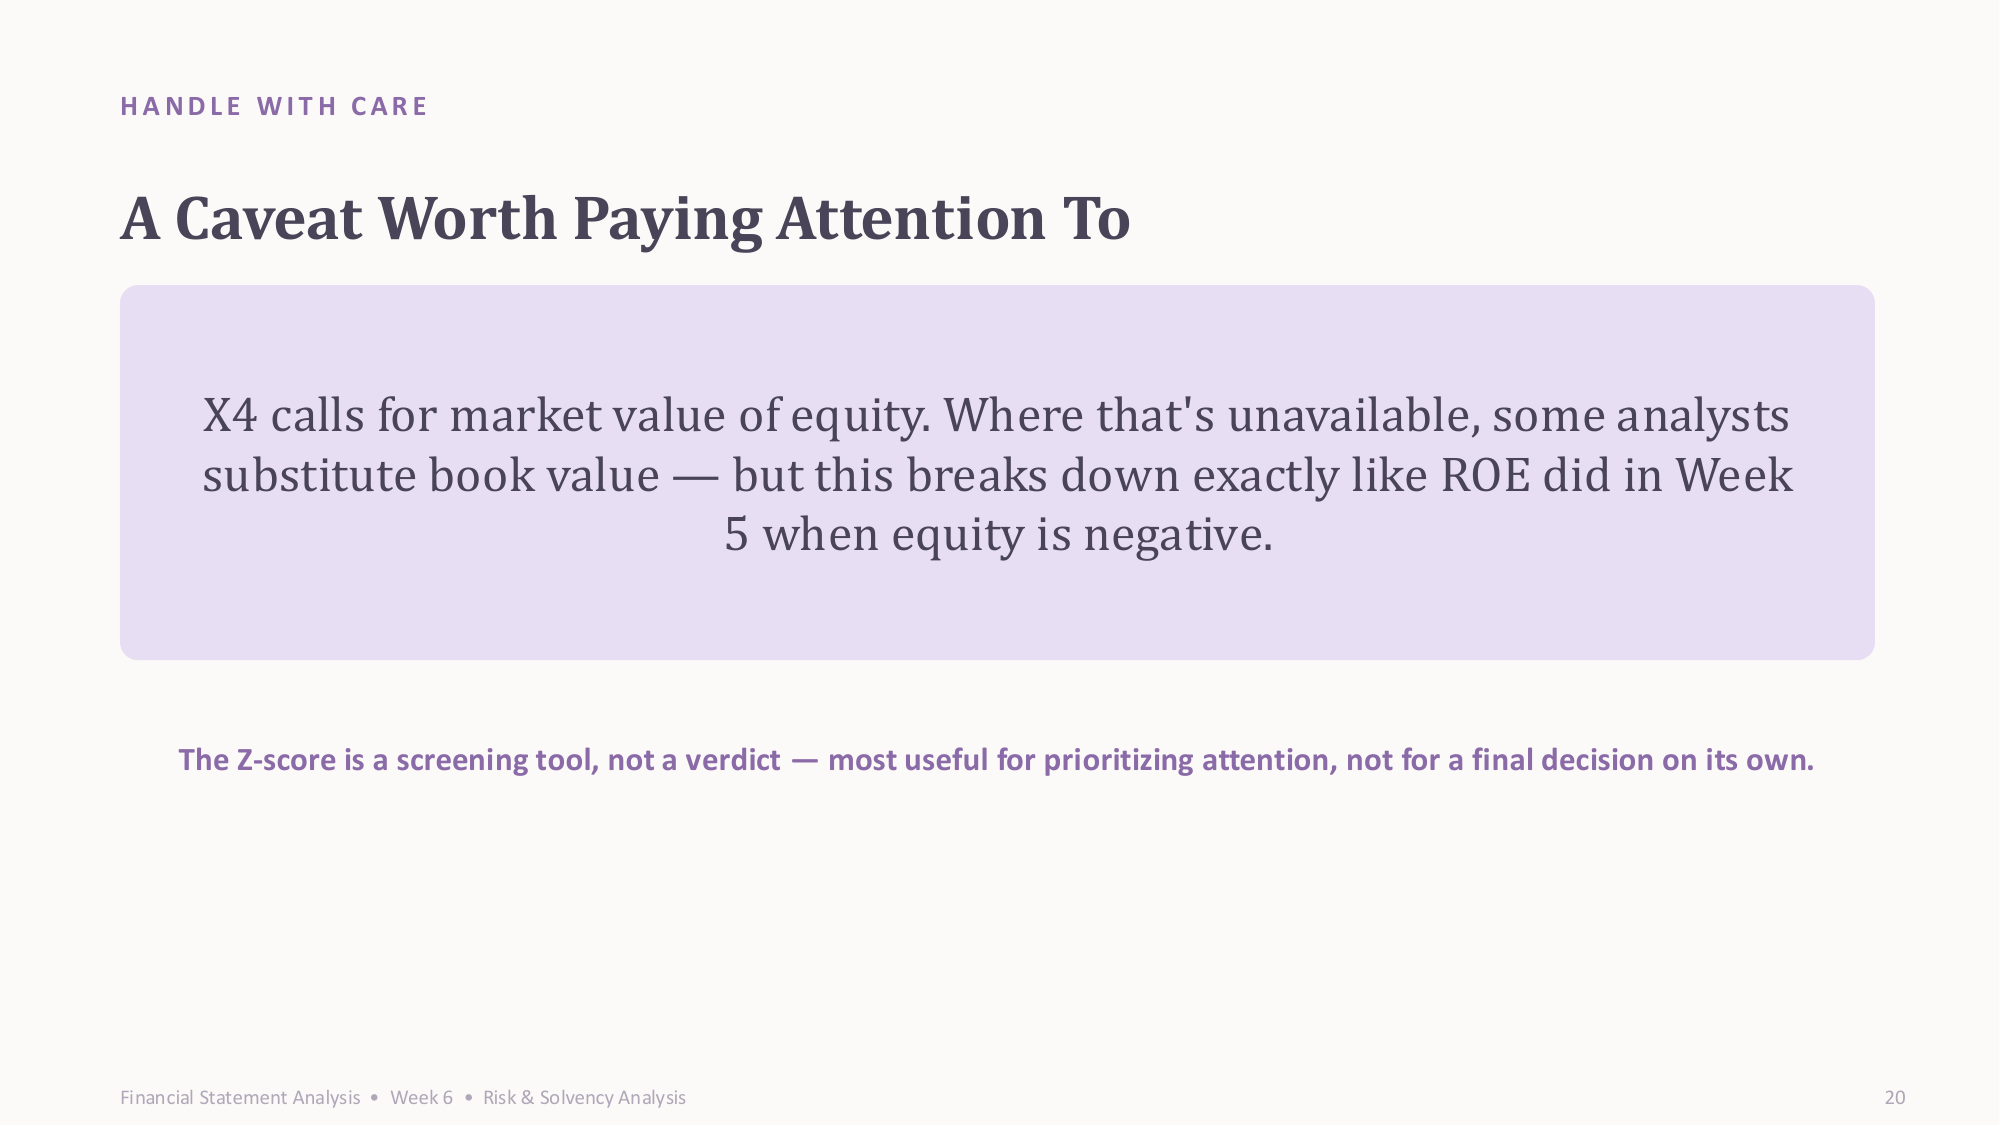 HANDLE WITH CARE
A Caveat Worth Paying Attention To
X4 calls for market value of equity. Where that's unavailable, some analysts
substitute book value — but this breaks down exactly like ROE did in Week
5 when equity is negative.
The Z-score is a screening tool, not a verdict — most useful for prioritizing attention, not for a final decision on its own.
Financial Statement Analysis • Week 6 • Risk & Solvency Analysis
20